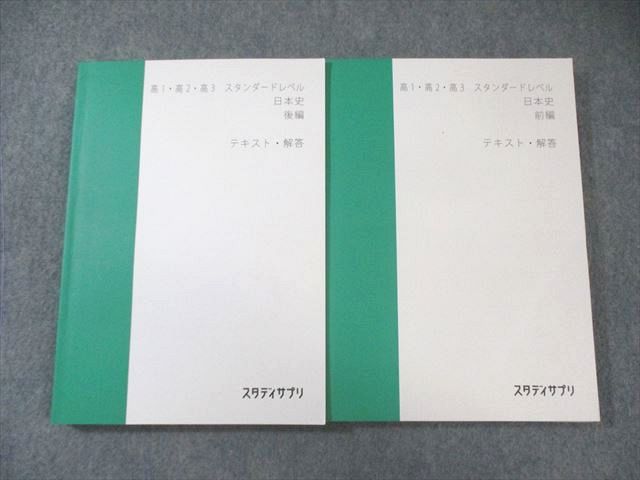 高1・高2・高3 スタンダードレベル
日本史
後編
テキスト・解答
スタディサプリ
高1・高2・高3 スタンダードレベル
日本史
前編
テキスト・解答
スタディサプリ